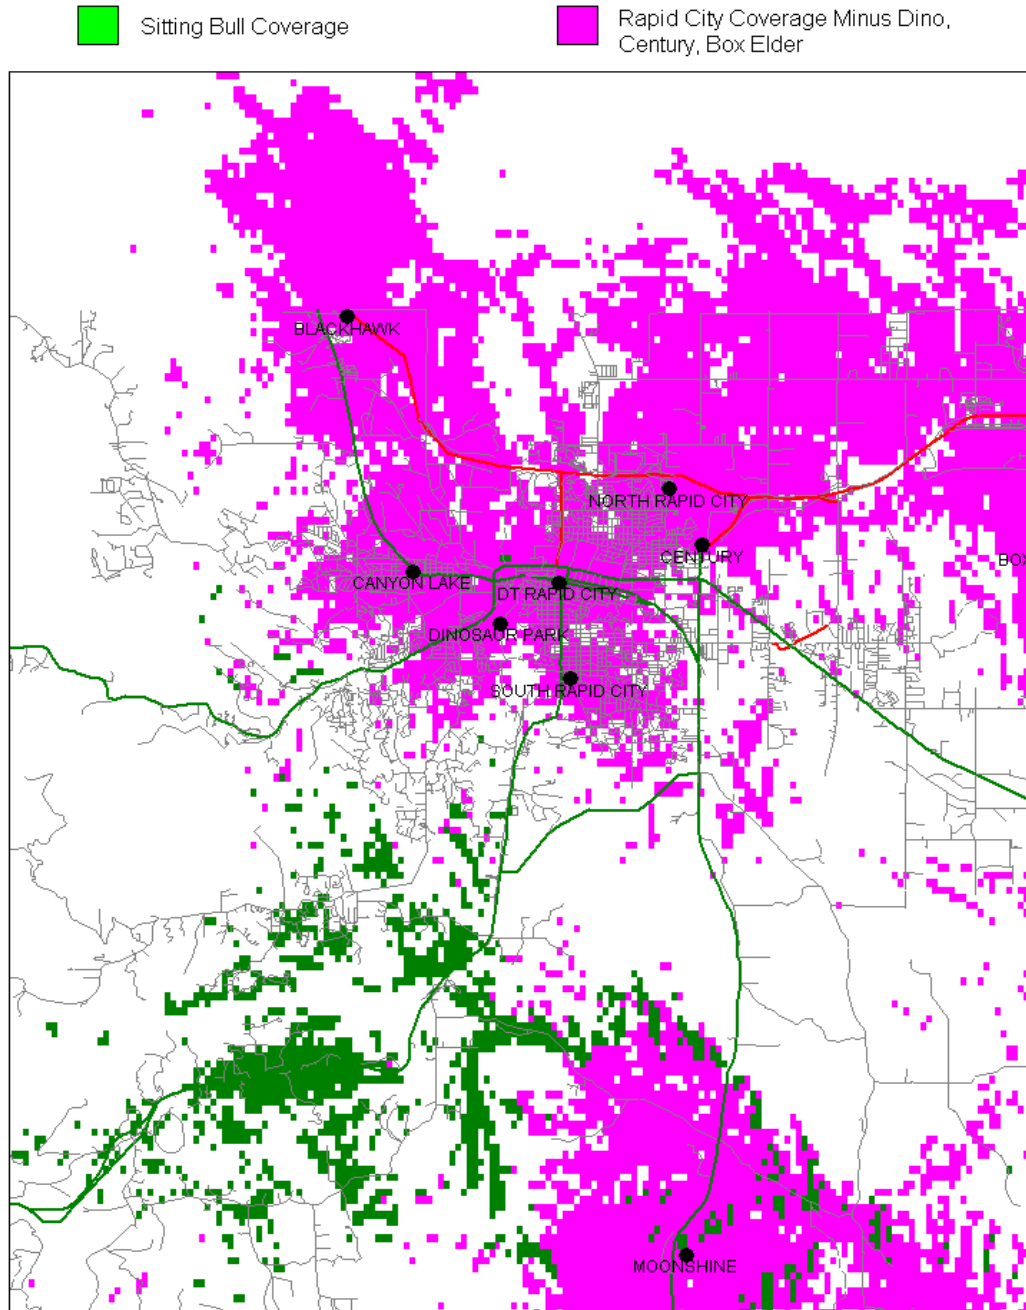 Sitting Bull Coverage
Rapid City Coverage Minus Dino,
Century, Box Elder
BLACKHAWK
NORTH RAPID CITY
CENTURY
BOX
CANYON LAKE
DT RAPID CITY
DINOSAUR PARK
SOUTH RAPID CITY
MOONSHINE